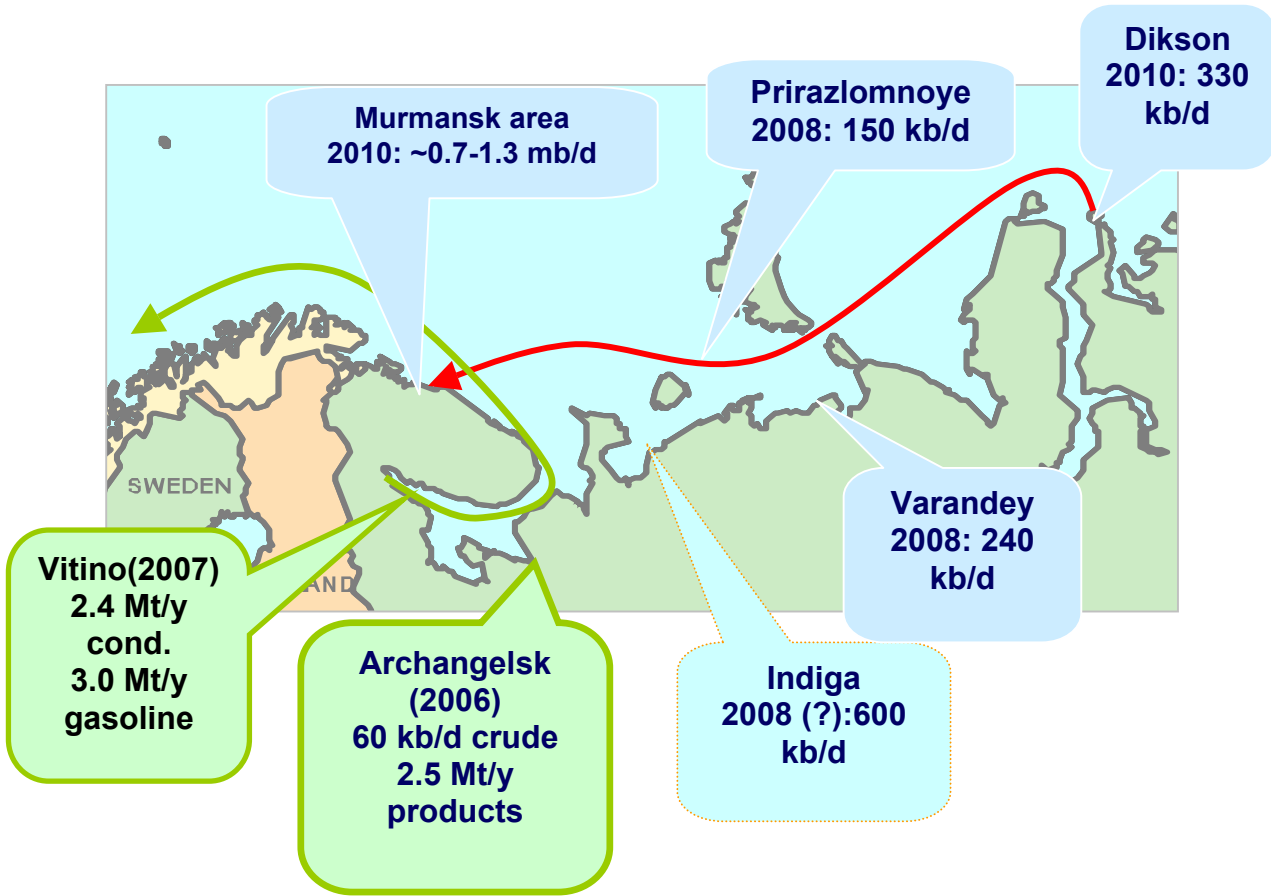 Dikson
2010: 330
kb/d
Prirazlomnoye
2008: 150 kb/d
Murmansk area
2010: ~0.7-1.3 mb/d
SWEDEN
Varandey
2008: 240
kb/d
Vitino(2007)
2.4 Mt/y
cond.
3.0 Mt/y
gasoline
AND
Archangelsk
(2006)
60 kb/d crude
2.5 Mt/y
products
Indiga
2008 (?):600
kb/d